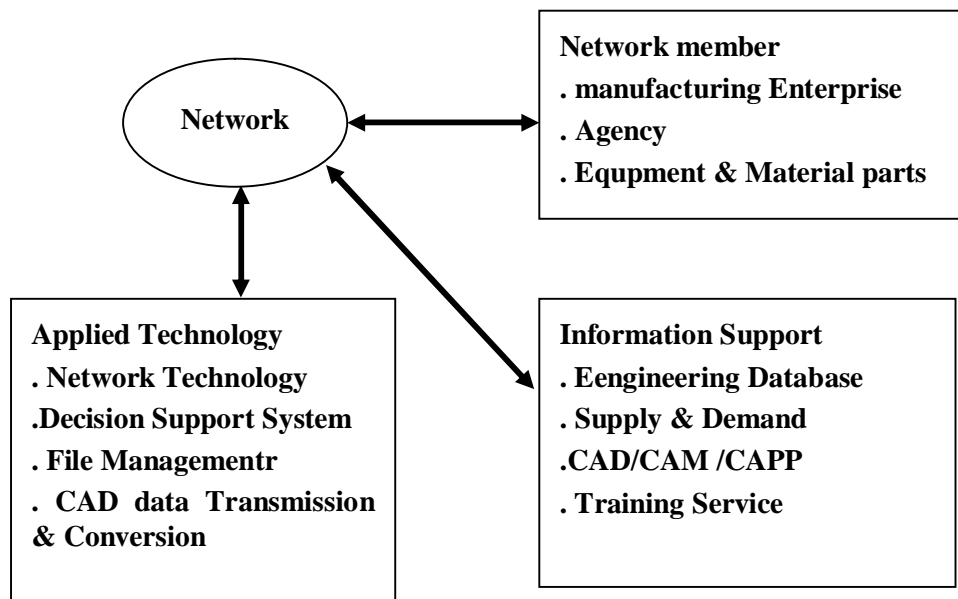 Network
Network member
. manufacturing Enterprise
. Agency
. Equpment & Material parts
Applied Technology
. Network Technology
.Decision Support System
. File Managementr
. CAD data Transmission
& Conversion
Information Support
. Eengineering Database
. Supply & Demand
.CAD/CAM /CAPP
. Training Service